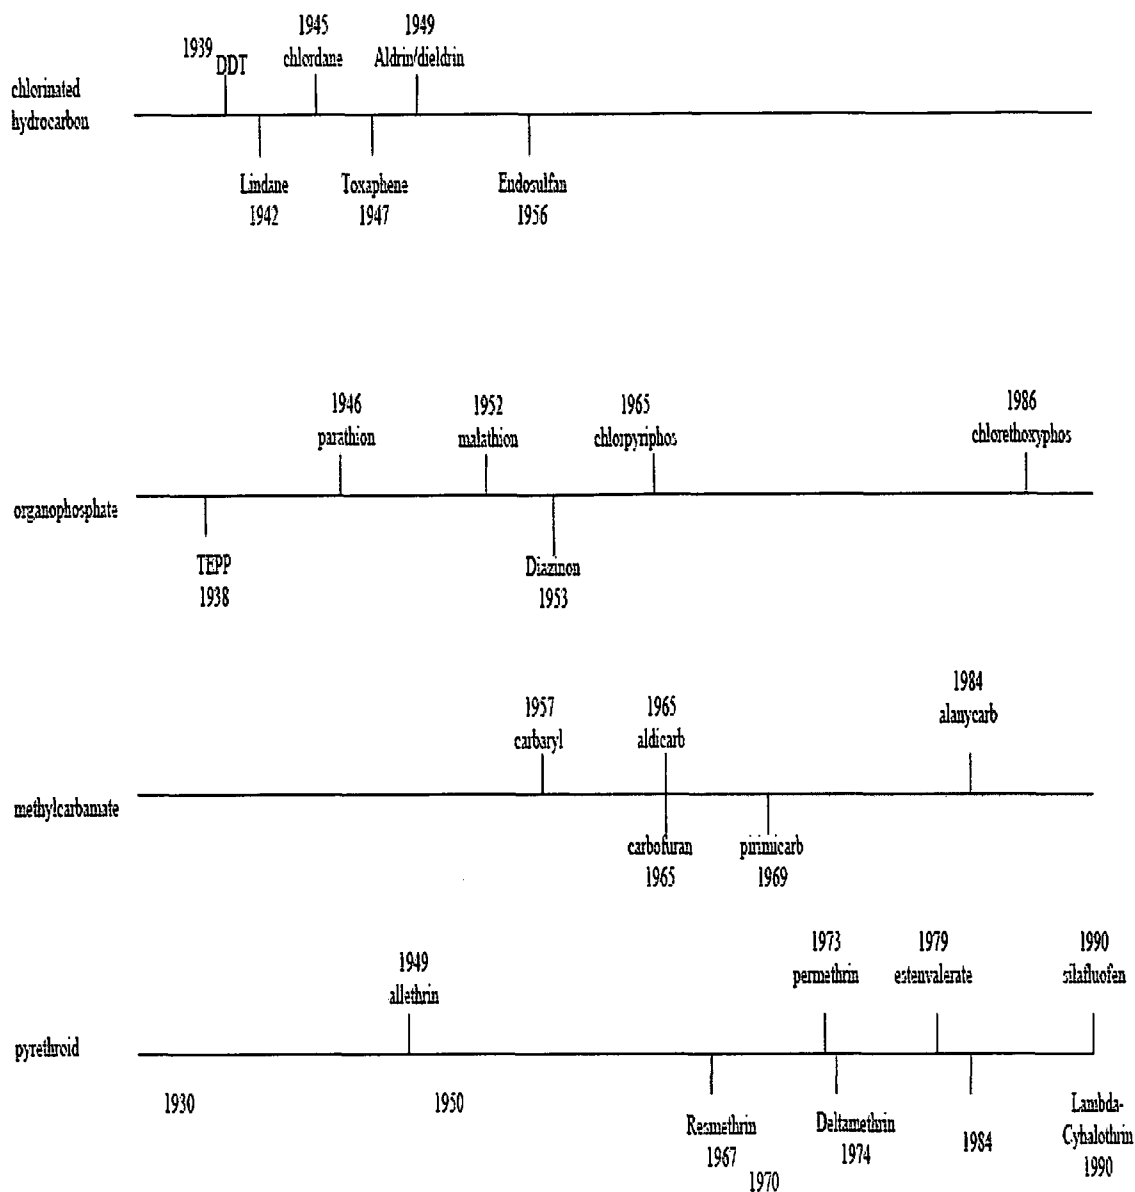 1939
DDT
1945
chlordane
1949
Aldrin/dieldrin
chlorinated
hydrocarbon
Lindane
1942
Toxaphene
1947
Endosulfan
1956
1946
parathion
1952
malathion
1965
chlorpyriphos
1986
chlorethoxyphos
organophosphate
TEPP
1938
Diazinon
1953
1957
carbaryl
1965
aldicarb
1984
alanycarb
methylcarbamate
carbofuran
1965
pirimicarb
1969
1949
allethrin
1973
permethrin
1979
estenvalerate
1990
silafluofen
pyrethroid
1930
1950
Resmethrin
1967
1970
Deltamethrin
1974
1984
Lambda-
Cyhalothrin
1990